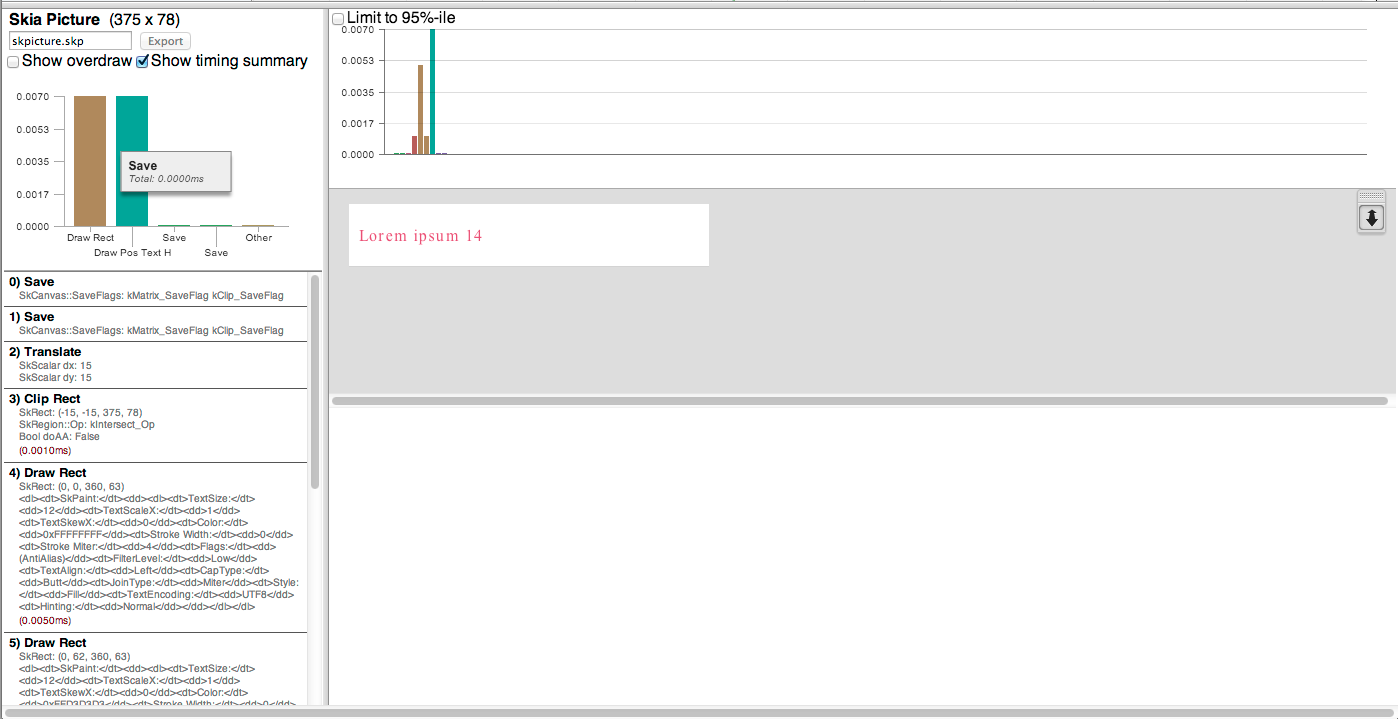 Skia Picture (375 x 78)
skpicture.skp Export
Show overdraw Show timing summary
0.0070
0.0053
0.0035
0.0017
0.0000
Save
Total: 0.0000ms
Draw Rect
Draw Pos Text H
Save
Save
Other
0) Save
SkCanvas::SaveFlags: kMatrix_SaveFlag kClip_SaveFlag
1) Save
SkCanvas::SaveFlags: kMatrix_SaveFlag kClip_SaveFlag
2) Translate
SkScalar dx: 15
SkScalar dy: 15
3) Clip Rect
SkRect: (-15, -15, 375, 78)
SkRegion::Op: kIntersect_Op
Bool doAA: False
(0.0010ms)
4) Draw Rect
SkRect: (0, 0, 360, 63)
<dl><dt>SkPaint:</dt><dd><dl><dt>TextSize:</dt>
<dd>12</dd><dt>TextScaleX:</dt><dd>1</dd>
<dt>TextSkewX:</dt><dd>0</dd><dt>Color:</dt>
<dd>0xFFFFFFFF</dd><dt>Stroke Width:</dt><dd>0</dd>
<dt>Stroke Miter:</dt><dd>4</dd><dt>Flags:</dt><dd>
(AntiAlias)</dd><dt>FilterLevel:</dt><dd>Low</dd>
<dt>TextAlign:</dt><dd>Left</dd><dt>CapType:</dt>
<dd>Butt</dd><dt>JoinType:</dt><dd>Miter</dd><dt>Style:
</dt><dd>Fill</dd><dt>TextEncoding:</dt><dd>UTF8</dd>
<dt>Hinting:</dt><dd>Normal</dd></dd></dl></dl>
(0.0050ms)
5) Draw Rect
SkRect: (0, 62, 360, 63)
<dl><dt>SkPaint:</dt><dd><dl><dt>TextSize:</dt>
<dd>12</dd><dt>TextScaleX:</dt><dd>1</dd>
<dt>TextSkewX:</dt><dd>0</dd><dt>Color:</dt>
<dd>0xFFD3D3D3</dd><dt>Stroke Width:</dt><dd>0</dd>
Limit to 95%-ile
0.0070
0.0053
0.0035
0.0017
0.0000
Lorem ipsum 14